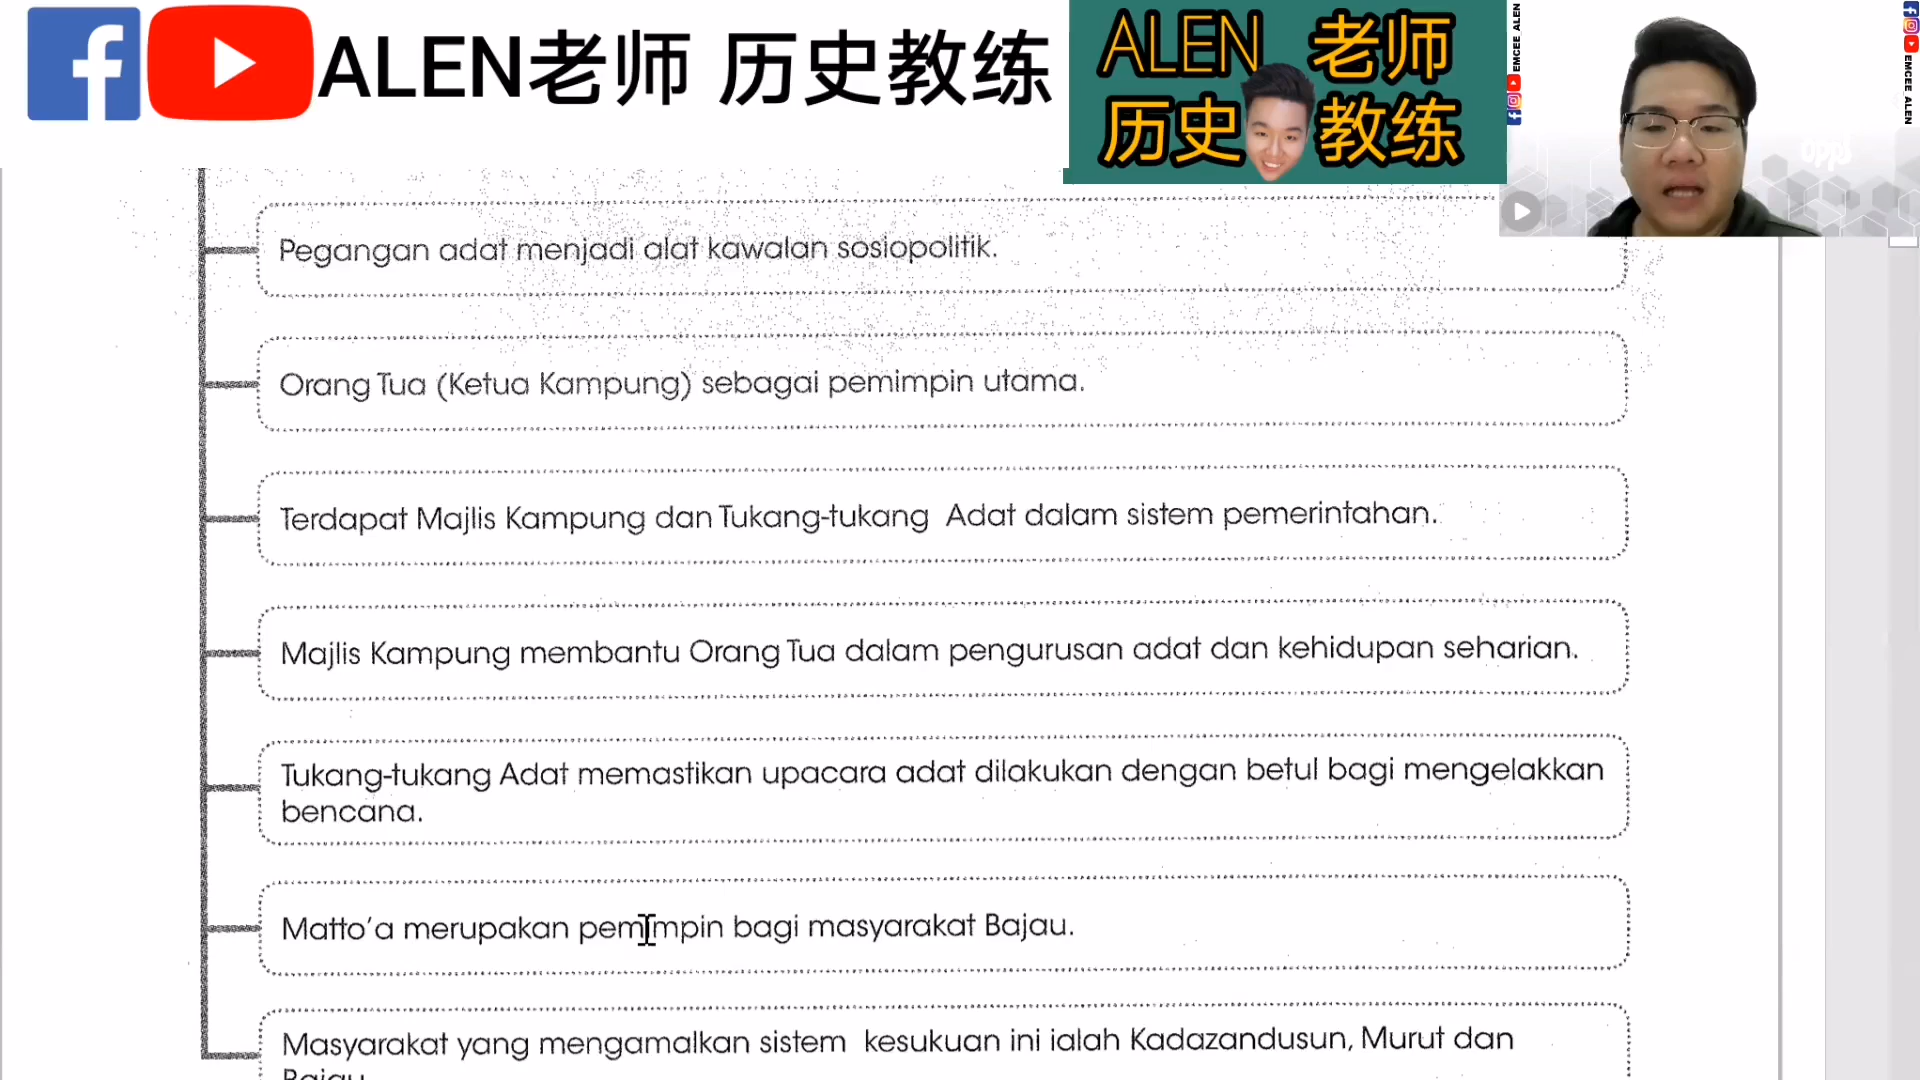 ALEN老师 历史教练
ALEN 老师
历史 教练
EMCEE ALEN
EMCEE ALEN
Pegangan adat menjadi alat kawalan sosiopolitik.
Orang Tua (Ketua Kampung) sebagai pemimpin utama.
Terdapat Majlis Kampung dan Tukang-tukang Adat dalam sistem pemerintahan.
Majlis Kampung membantu Orang Tua dalam pengurusan adat dan kehidupan seharian.
Tukang-tukang Adat memastikan upacara adat dilakukan dengan betul bagi mengelakkan
bencana.
Matto'a merupakan pemimpin bagi masyarakat Bajau.
Masyarakat yang mengamalkan sistem kesukuan ini ialah Kadazandusun, Murut dan
Bajau